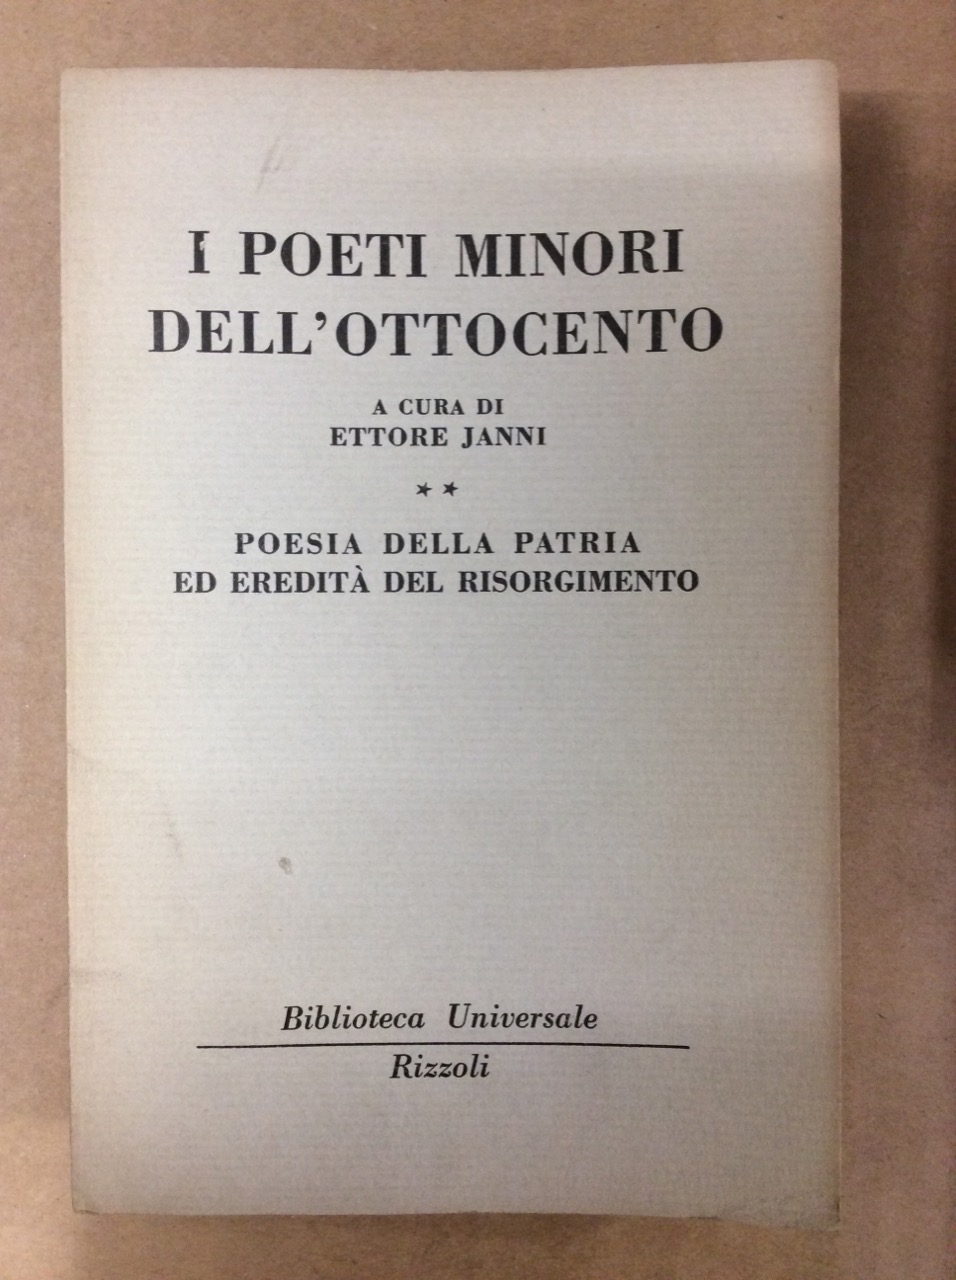 I POETI MINORI
DELL'OTTOCENTO
A CURA DI
ETTORE JANNI
★ ★
POESIA DELLA PATRIA
ED EREDITÀ DEL RISORGIMENTO
Biblioteca Universale
Rizzoli